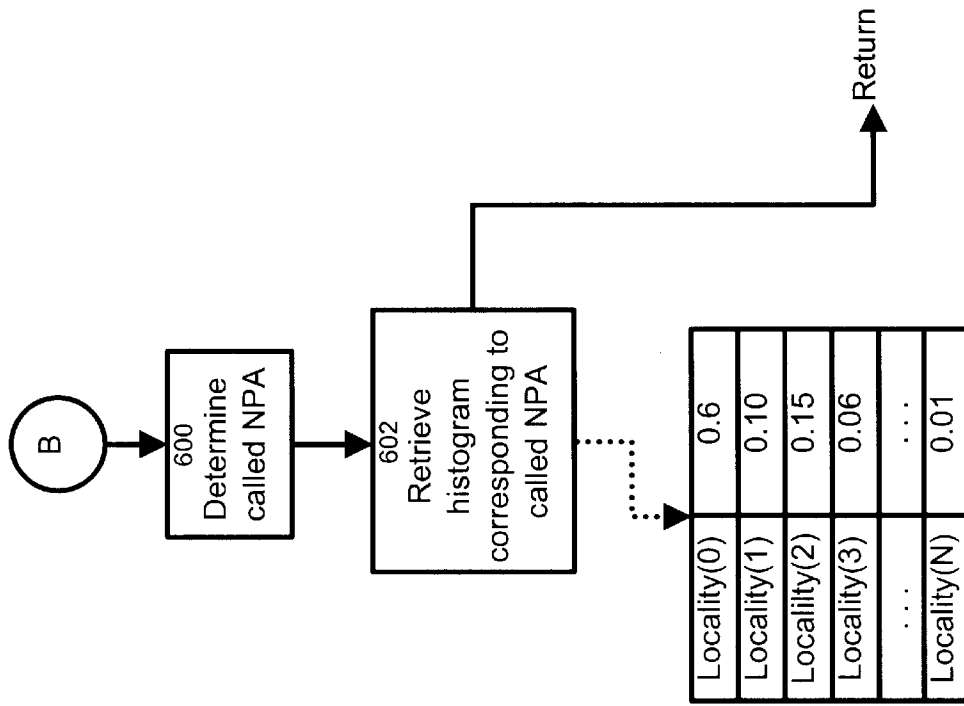 B
600
Determine
called NPA
602
Retrieve
histogram
corresponding to
called NPA
Return
Locality(0) 0.6
Locality(1) 0.10
Localilty(2) 0.15
Locality(3) 0.06
. . . . . .
Locality(N) 0.01